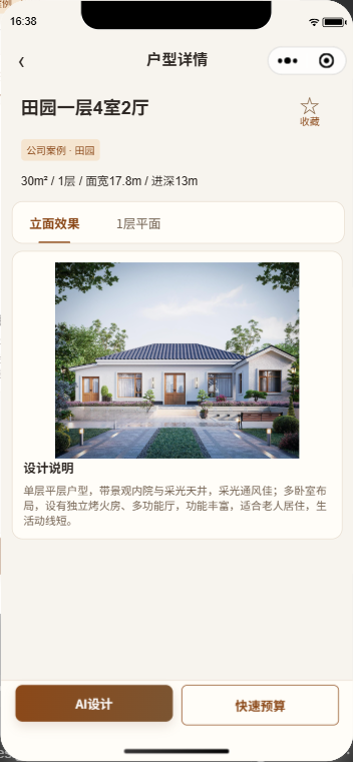 16:38
户型详情
田园一层4室2厅
收藏
公司案例 · 田园
30m² / 1层 / 面宽17.8m / 进深13m
立面效果
1层平面
设计说明
单层平层户型，带景观内院与采光天井，采光通风佳；多卧室布
局，设有独立烤火房、多功能厅，功能丰富，适合老人居住，生
活动线短。
AI设计
快速预算